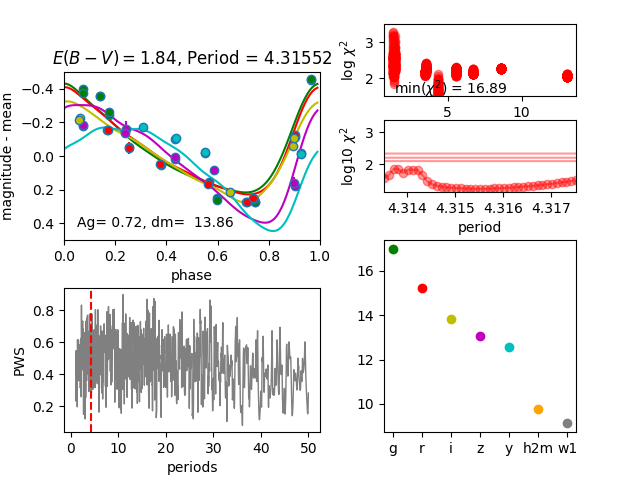 E(B − V) = 1.84, Period = 4.31552
−0.4
−0.2
0.0
0.2
0.4
magnitude - mean
Ag= 0.72, dm=  13.86
0.0 0.2 0.4 0.6 0.8 1.0
phase
3
2
log χ²
min(χ²) = 16.89
5 10
3
2
log10 χ²
4.314 4.315 4.316 4.317
period
0.8
0.6
0.4
0.2
PWS
0 10 20 30 40 50
periods
16
14
12
10
g r i z y h2m w1